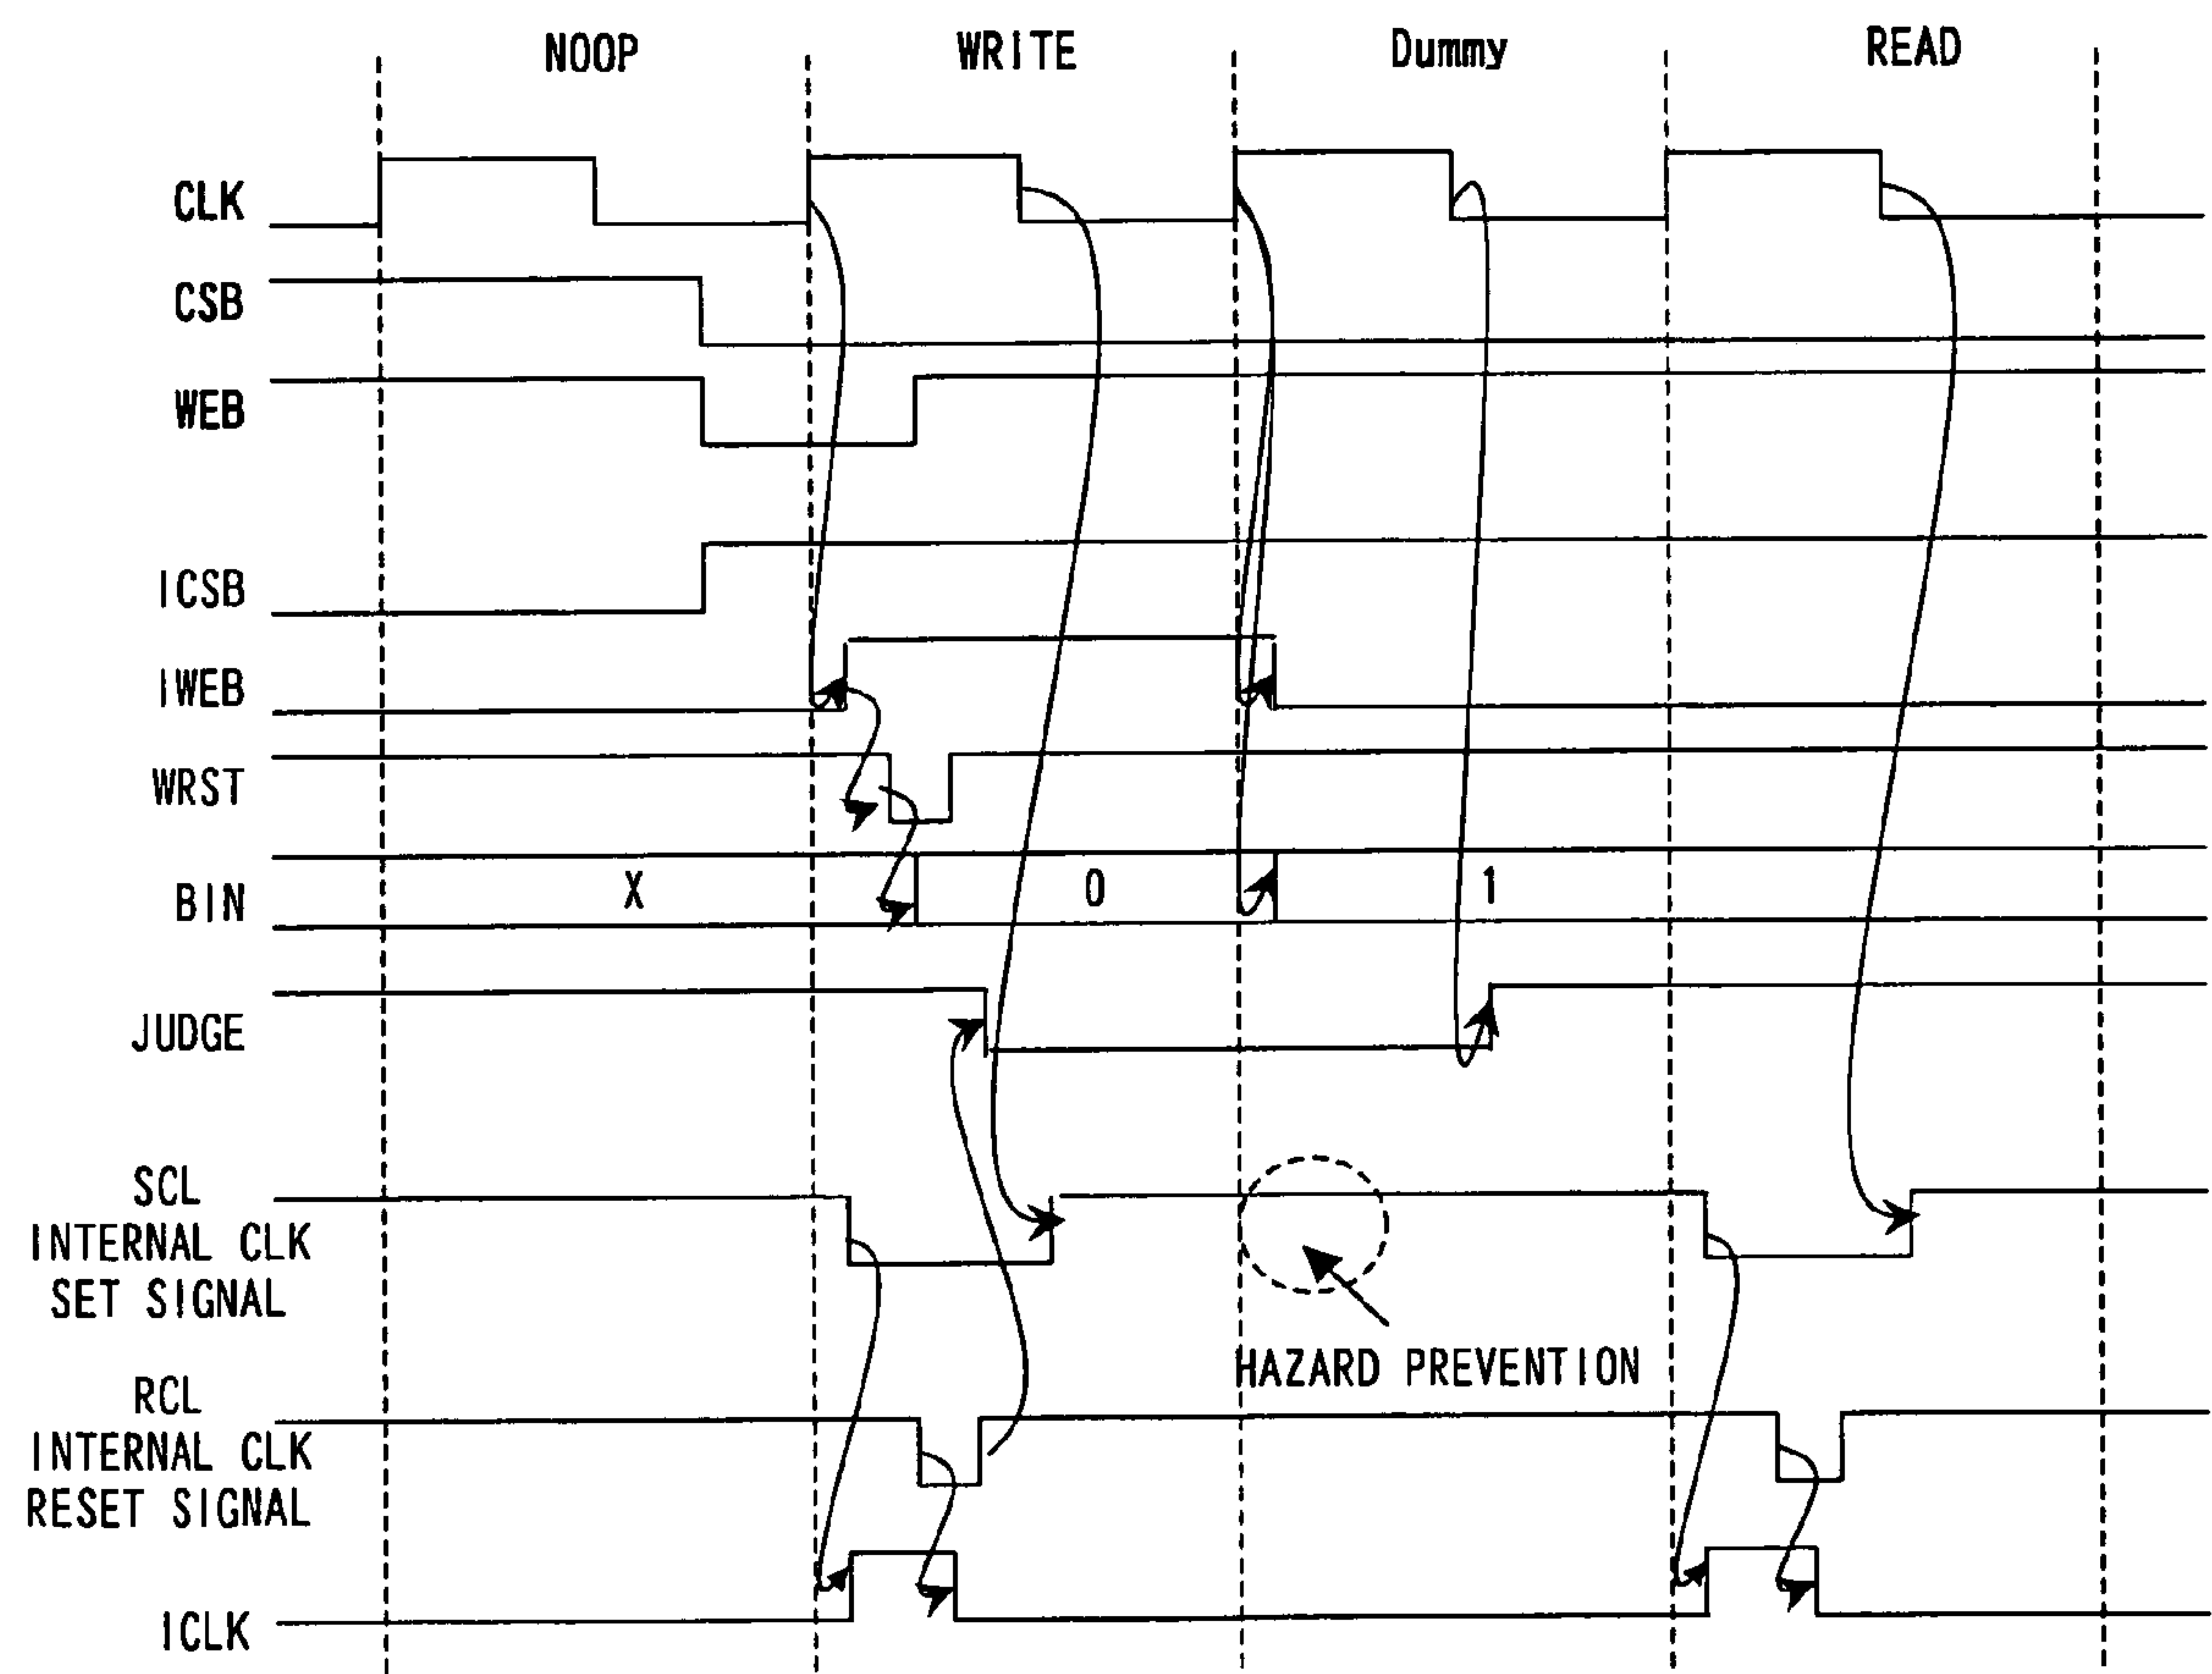 NOOP WRITE Dummy READ
CLK
CSB
WEB
ICSB
IWEB
WRST
BIN X 0 1
JUDGE
SCL
INTERNAL CLK
SET SIGNAL
HAZARD PREVENTION
RCL
INTERNAL CLK
RESET SIGNAL
ICLK